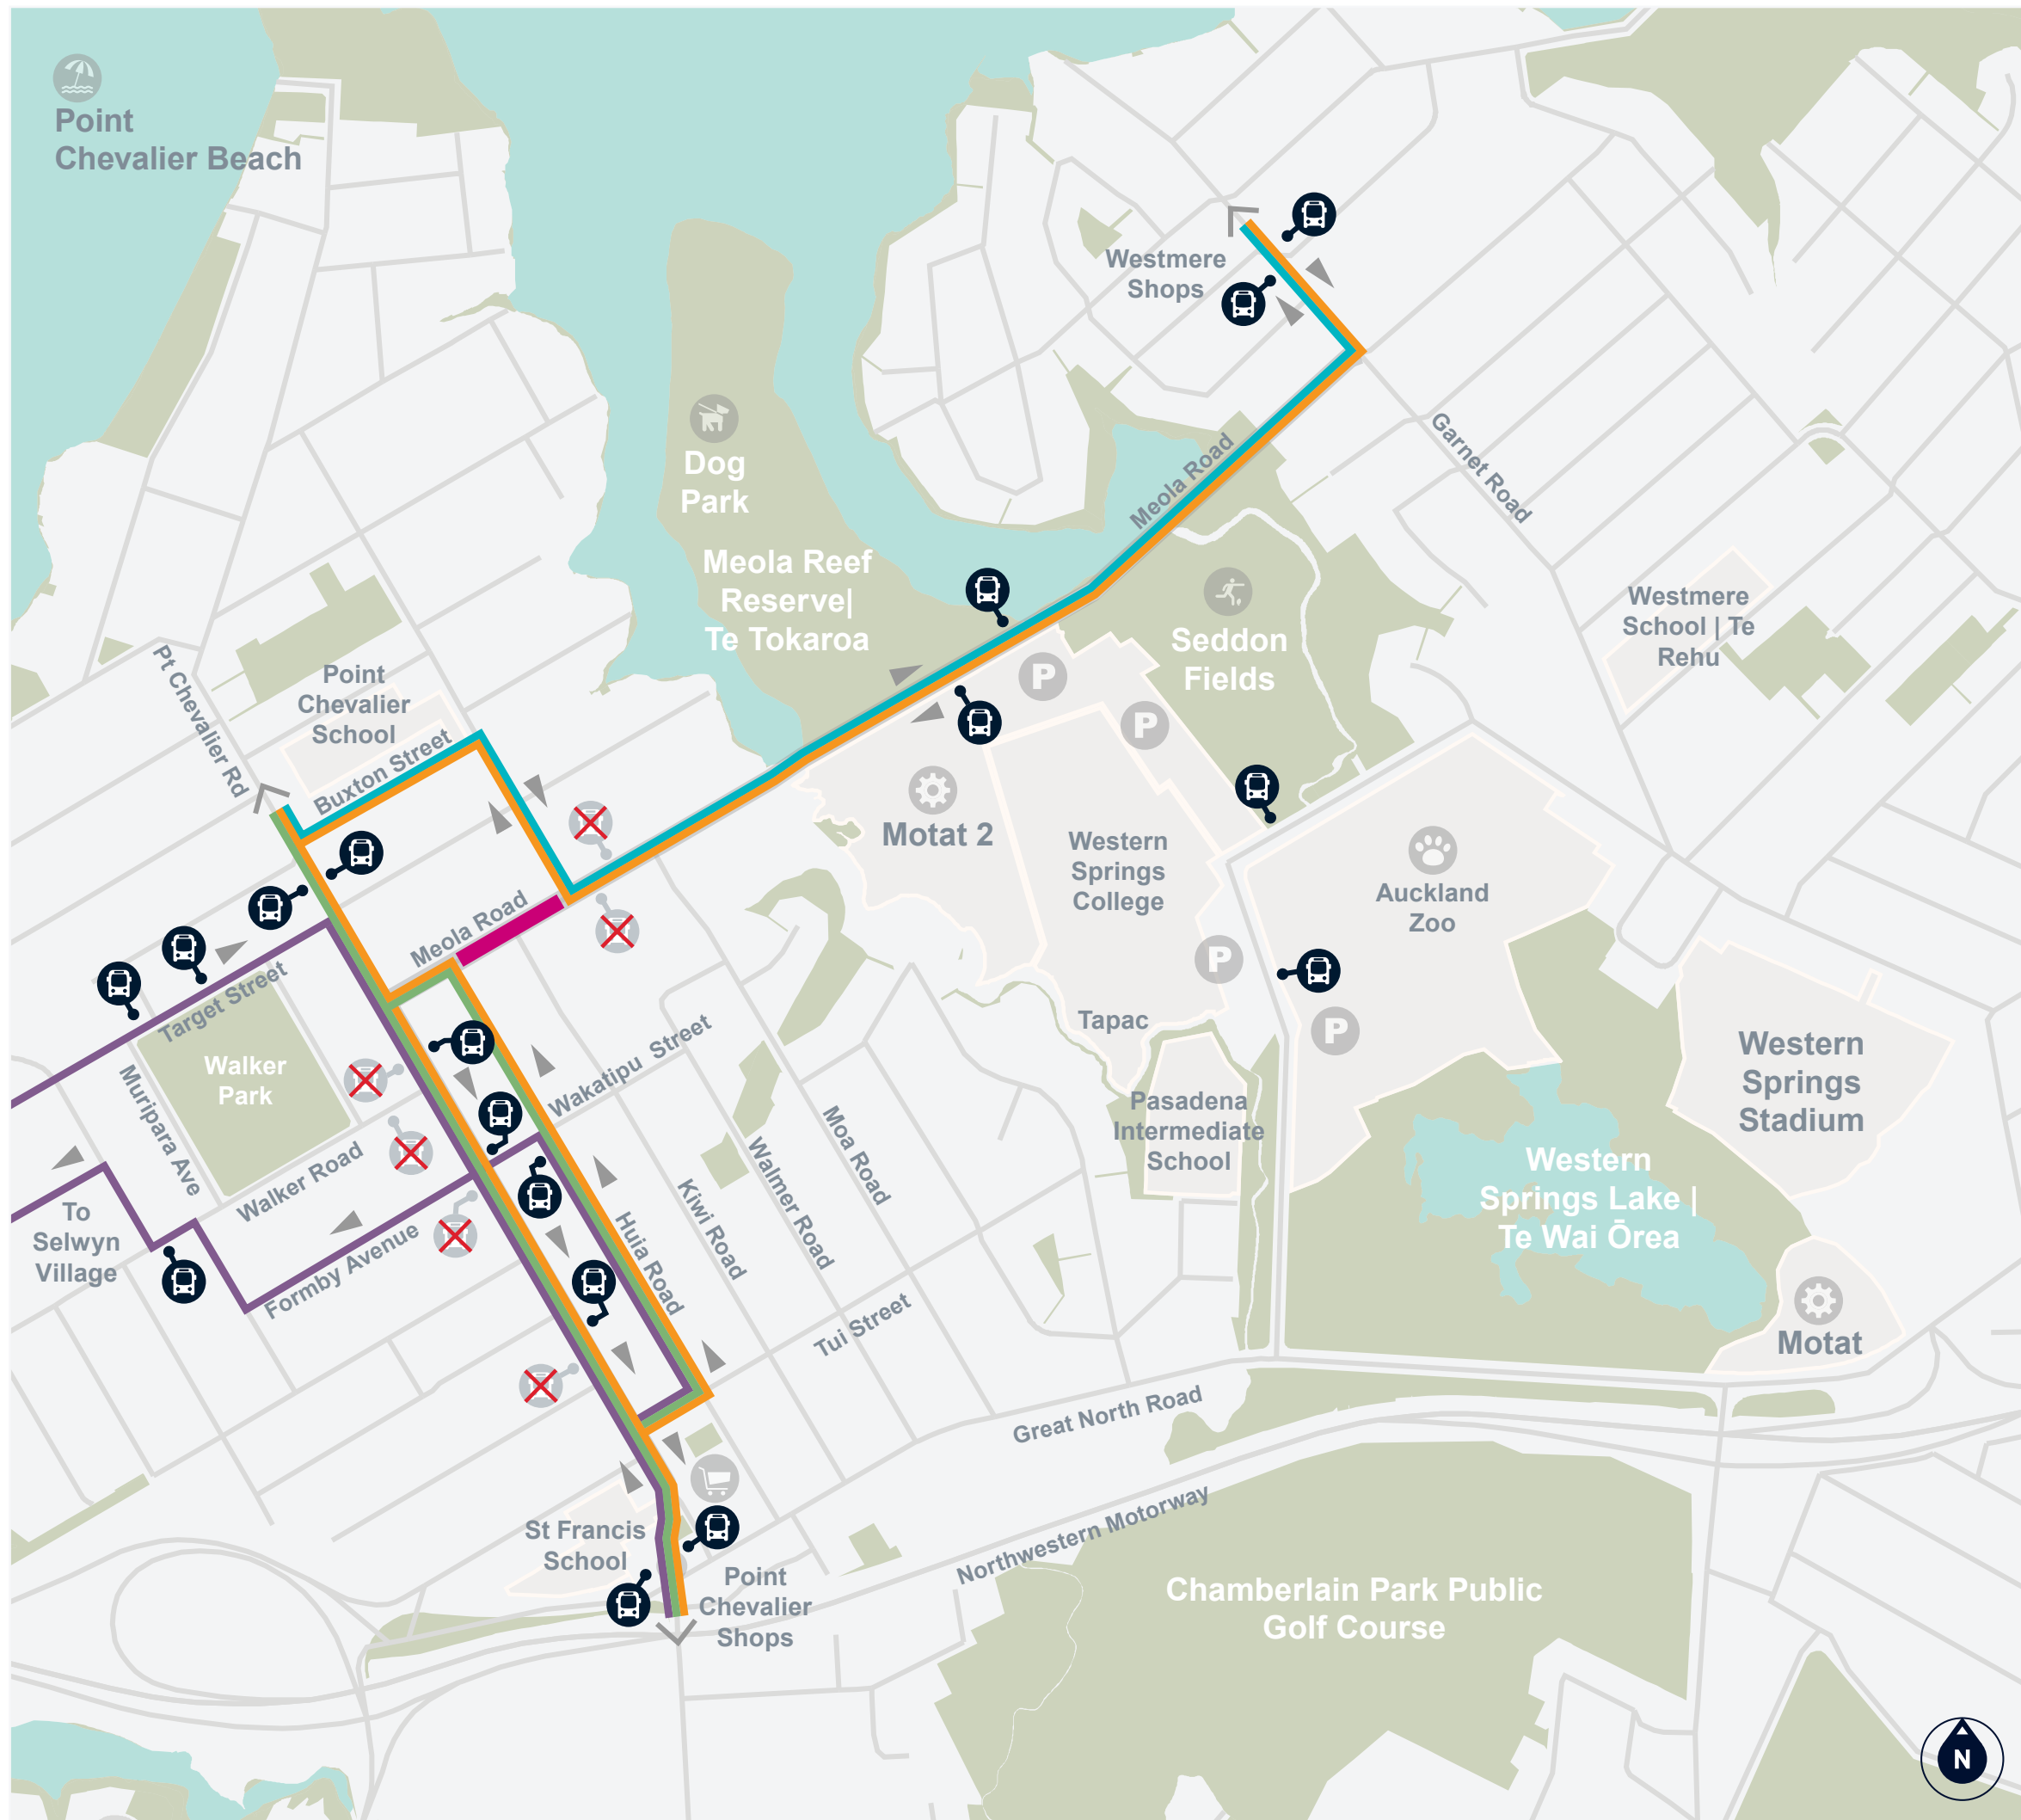 Point
Chevalier Beach
Westmere
Shops
Garnet Road
Meola Road
Dog
Park
Meola Reef
Reserve|
Te Tokaroa
Seddon
Fields
Westmere
School | Te
Rehu
Pt Chevalier Rd
Point
Chevalier
School
Buxton Street
P
P
Motat 2
Western
Springs
College
Auckland
Zoo
Meola Road
P
P
Target Street
Walker
Park
Tapac
Wakatipu Street
Western
Springs
Stadium
Muripara Ave
Moa Road
Pasadena
Intermediate
School
Walker Road
Walmer Road
Kiwi Road
Western
Springs Lake |
Te Wai Ōrea
To
Selwyn
Village
Formby Avenue
Huia Road
Tui Street
Motat
Great North Road
St Francis
School
Northwestern Motorway
Point
Chevalier
Shops
Chamberlain Park Public
Golf Course
N